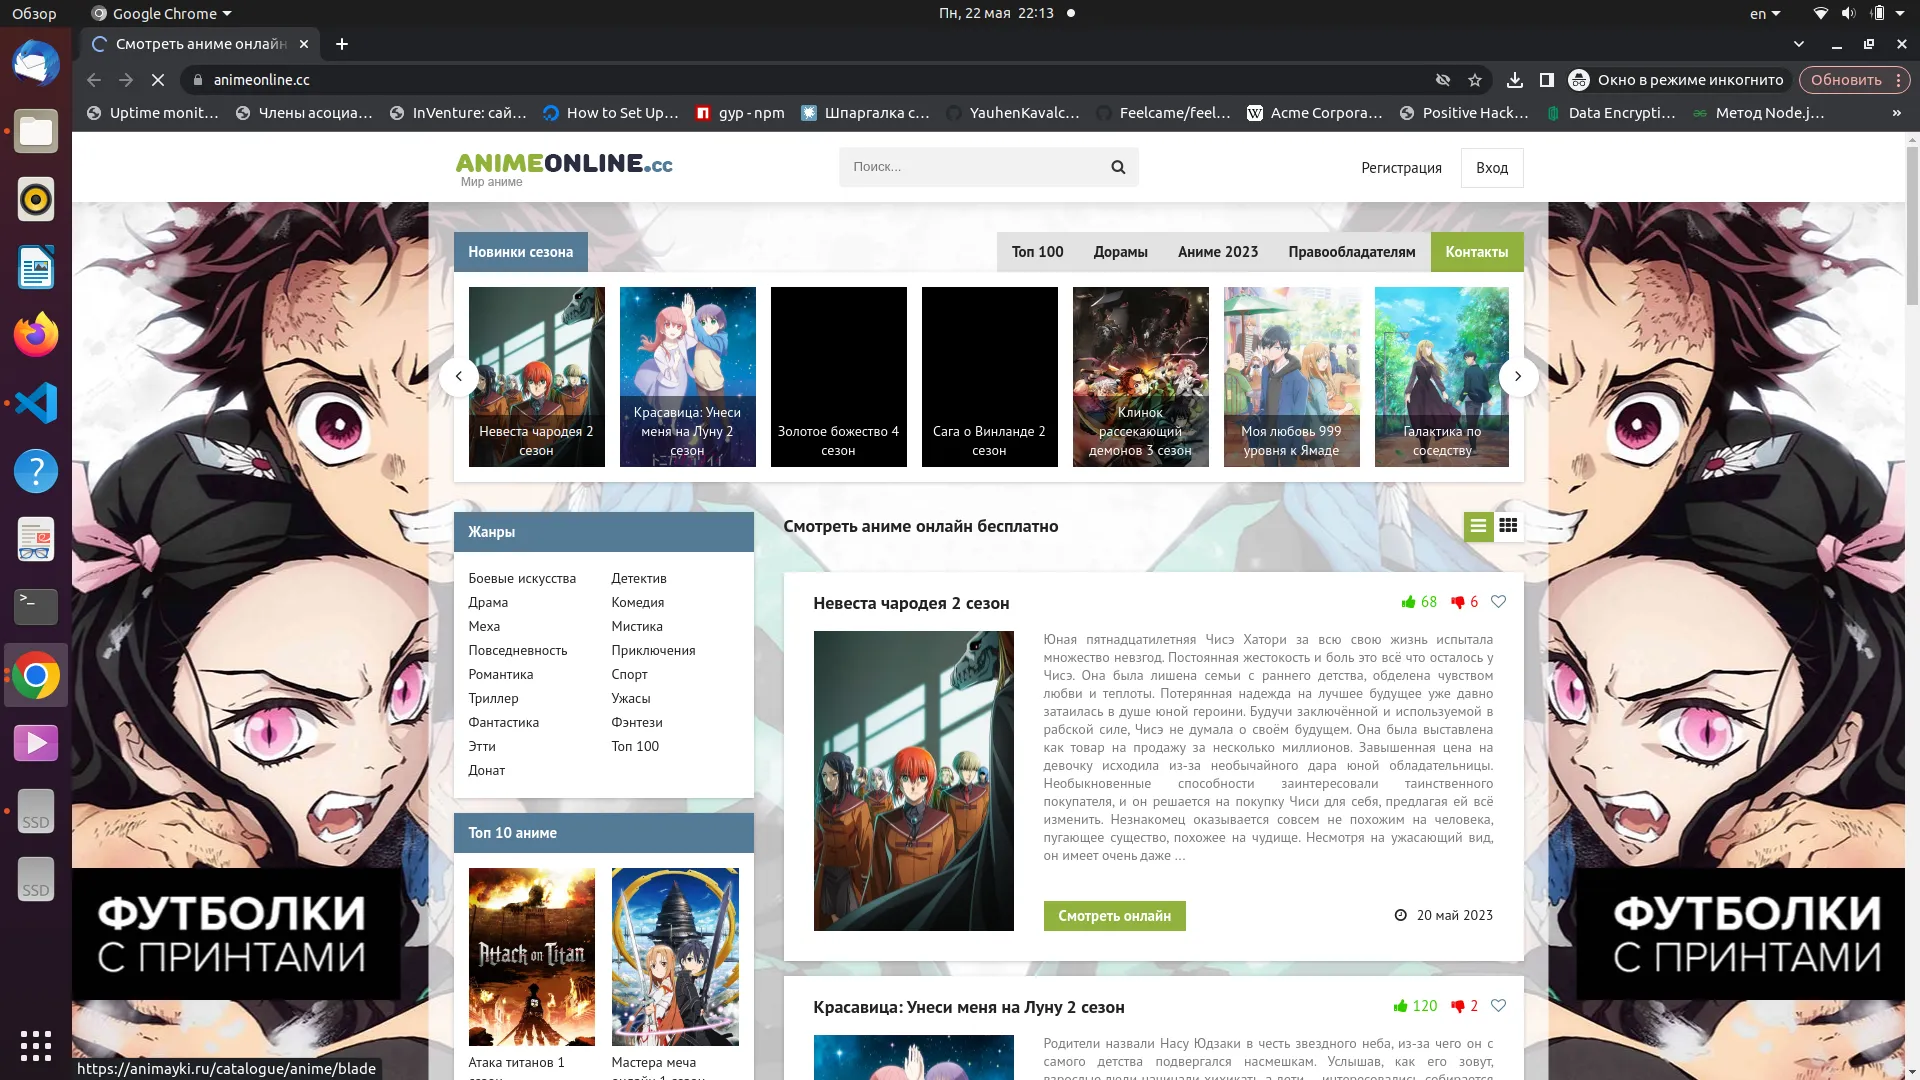 Обзор
Google Chrome
Пн, 22 мая 22:13
en
Смотреть аниме онлайн
animeonline.cc
Окно в режиме инкогнито
Обновить
Uptime monit…
Члены асоциа…
InVenture: сай…
How to Set Up…
gyp - npm
Шпаргалка с…
YauhenKavalc…
Feelcame/feel…
Acme Corpora…
Positive Hack…
Data Encrypti…
Метод Node.j…
»
ANIMEONLINE.cc
Мир аниме
Поиск...
Регистрация
Вход
Новинки сезона
Топ 100
Дорамы
Аниме 2023
Правообладателям
Контакты
Невеста чародея 2
сезон
Красавица: Унеси
меня на Луну 2
сезон
Золотое божество 4
сезон
Сага о Винланде 2
сезон
Клинок
рассекающий
демонов 3 сезон
Моя любовь 999
уровня к Ямаде
Галактика по
соседству
Жанры
Боевые искусства
Детектив
Драма
Комедия
Меха
Мистика
Повседневность
Приключения
Романтика
Спорт
Триллер
Ужасы
Фантастика
Фэнтези
Этти
Топ 100
Донат
Топ 10 аниме
Attack on Titan
Атака титанов 1
Мастера меча
Смотреть аниме онлайн бесплатно
Невеста чародея 2 сезон
68
6
Юная пятнадцатилетняя Чисэ Хатори за всю свою жизнь испытала
множество невзгод. Постоянная жестокость и боль это всё что осталось у
Чисэ. Она была лишена семьи с раннего детства, обделена чувством
любви и теплоты. Потерянная надежда на лучшее будущее уже давно
затаилась в душе юной героини. Будучи заключённой и используемой в
рабской силе, Чисэ не думала о своём будущем. Она была выставлена
как товар на продажу за несколько миллионов. Завышенная цена на
девочку исходила из-за необычайного дара юной обладательницы.
Необыкновенные способности заинтересовали таинственного
покупателя, и он решается на покупку Чиси для себя, предлагая ей всё
изменить. Незнакомец оказывается совсем не похожим на человека,
пугающее существо, похожее на чудище. Несмотря на ужасающий вид,
он имеет очень даже ...
Смотреть онлайн
20 май 2023
Красавица: Унеси меня на Луну 2 сезон
120
2
Родители назвали Насу Юдзаки в честь звездного неба, из-за чего он с
самого детства подвергался насмешкам. Услышав, как его зовут,
ФУТБОЛКИ
С ПРИНТАМИ
ФУТБОЛКИ
С ПРИНТАМИ
SSD
SSD
https://animayki.ru/catalogue/anime/blade